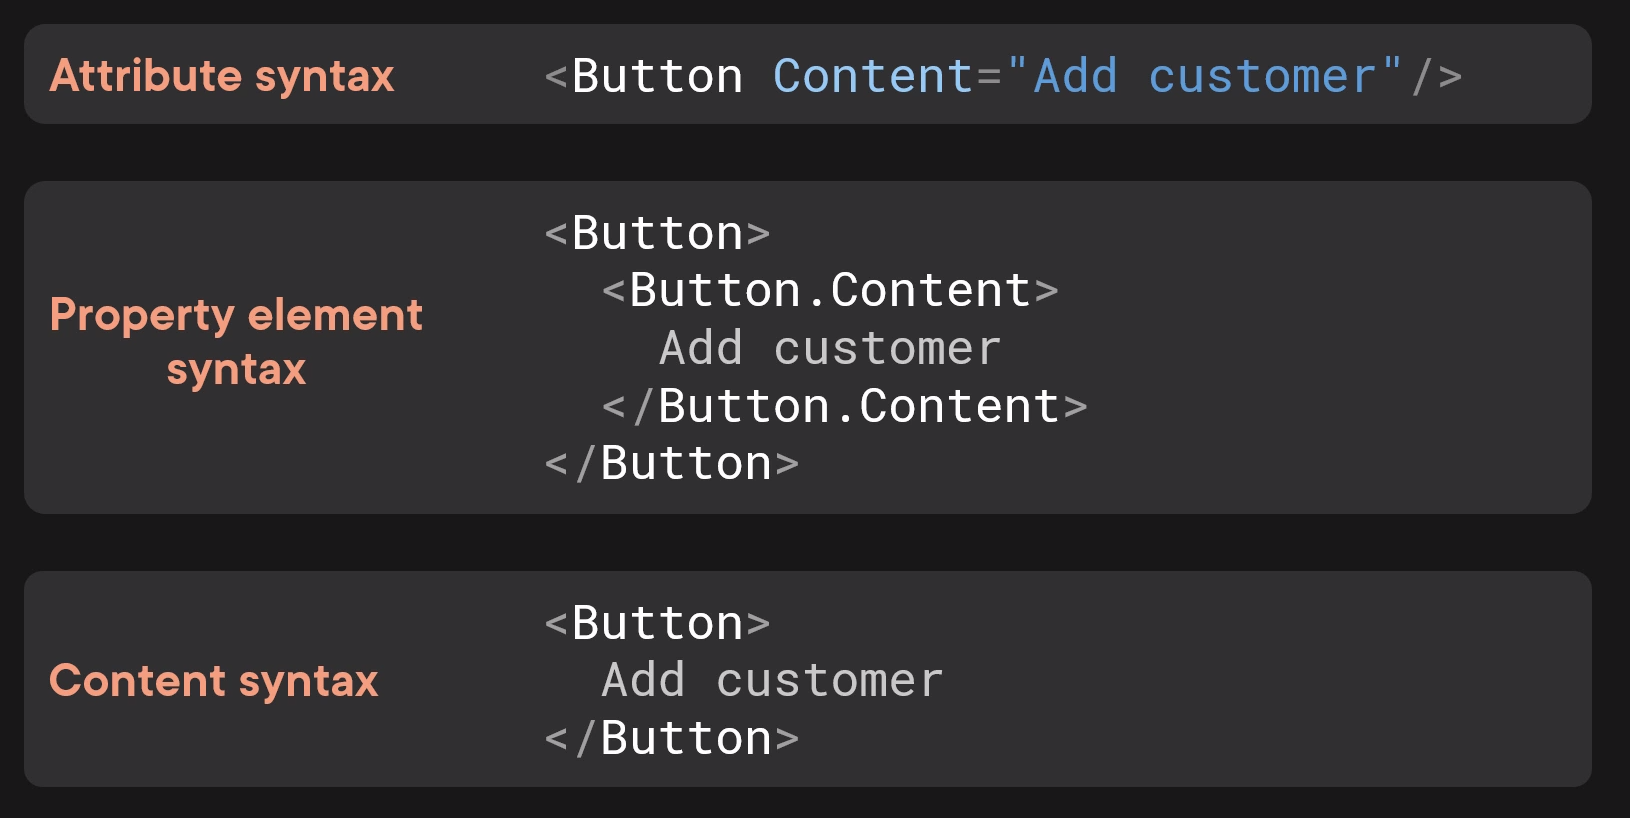 Attribute syntax
<Button Content="Add customer"/>
Property element
syntax
<Button>
<Button.Content>
Add customer
</Button.Content>
</Button>
Content syntax
<Button>
Add customer
</Button>